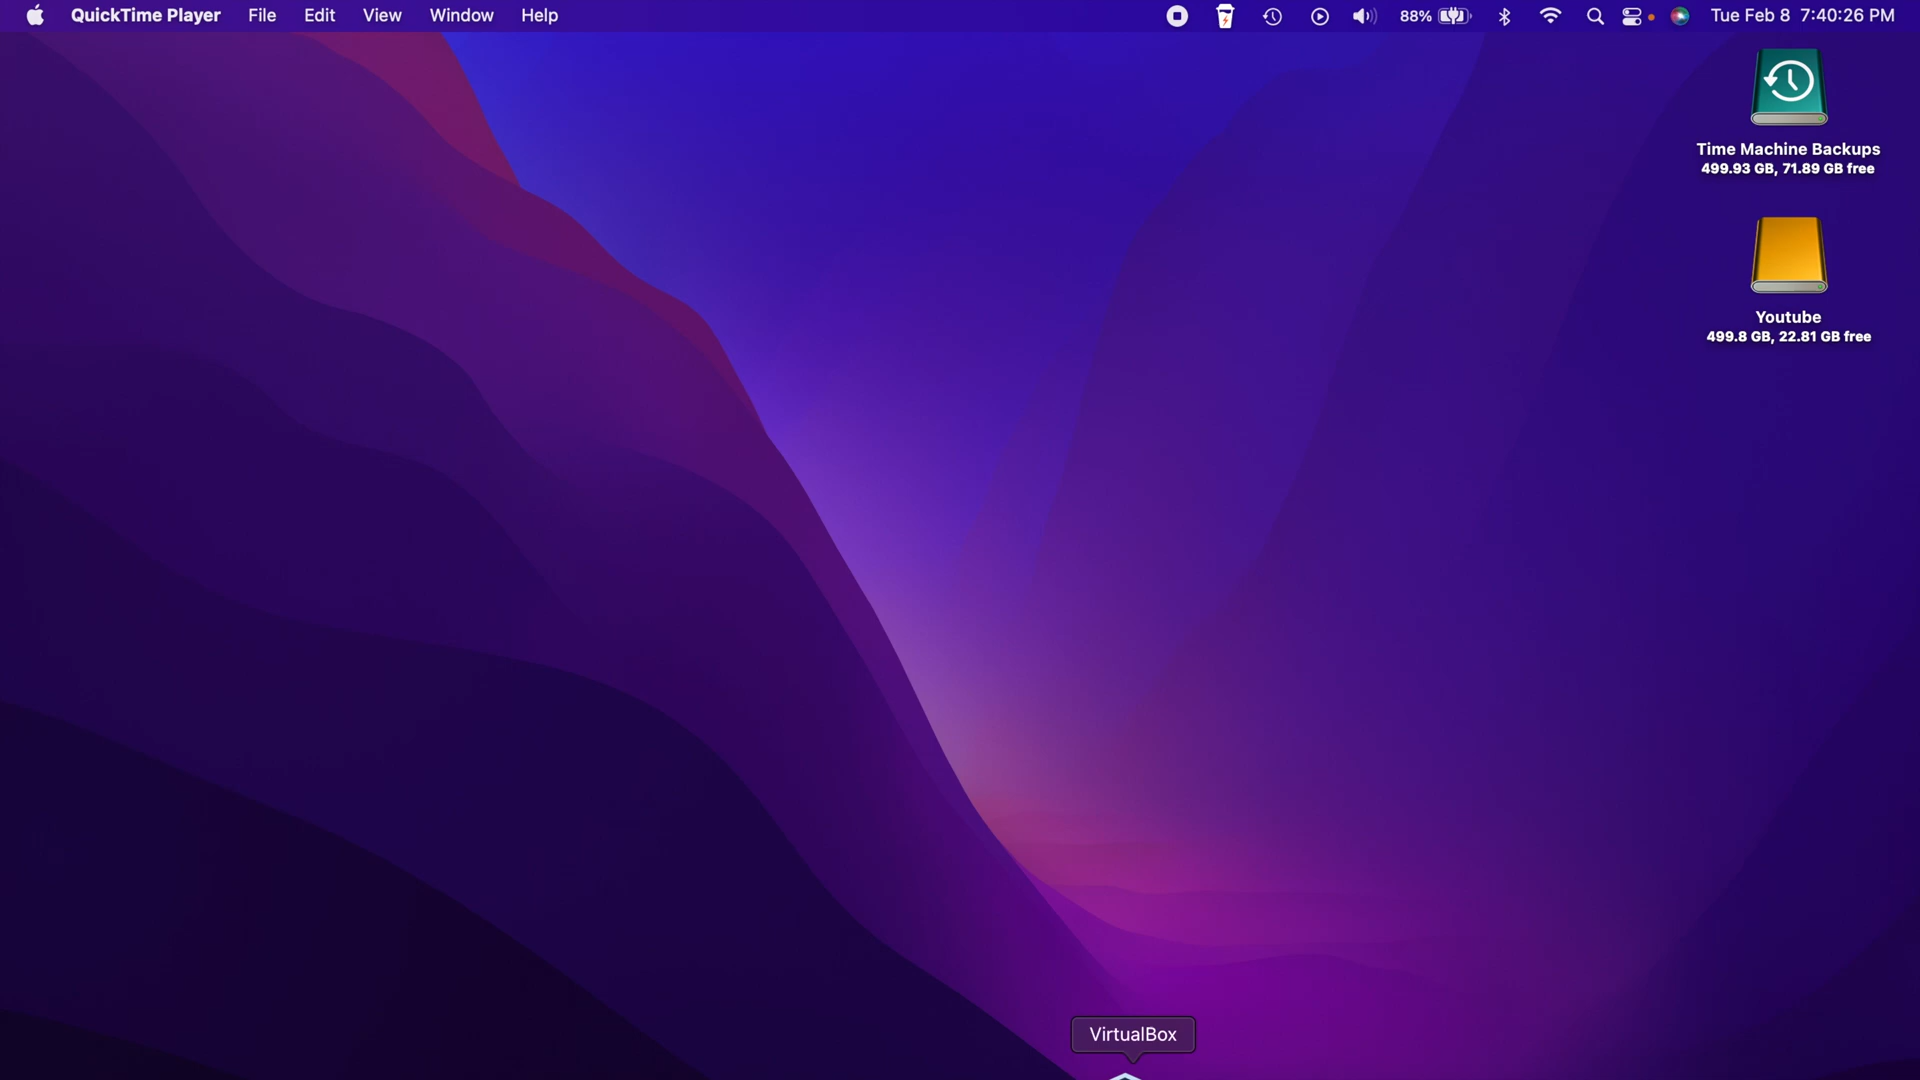 QuickTime Player File Edit View Window Help 88% Tue Feb 8 7:40:26 PM
Time Machine Backups
499.93 GB, 71.89 GB free
Youtube
499.8 GB, 22.81 GB free
VirtualBox